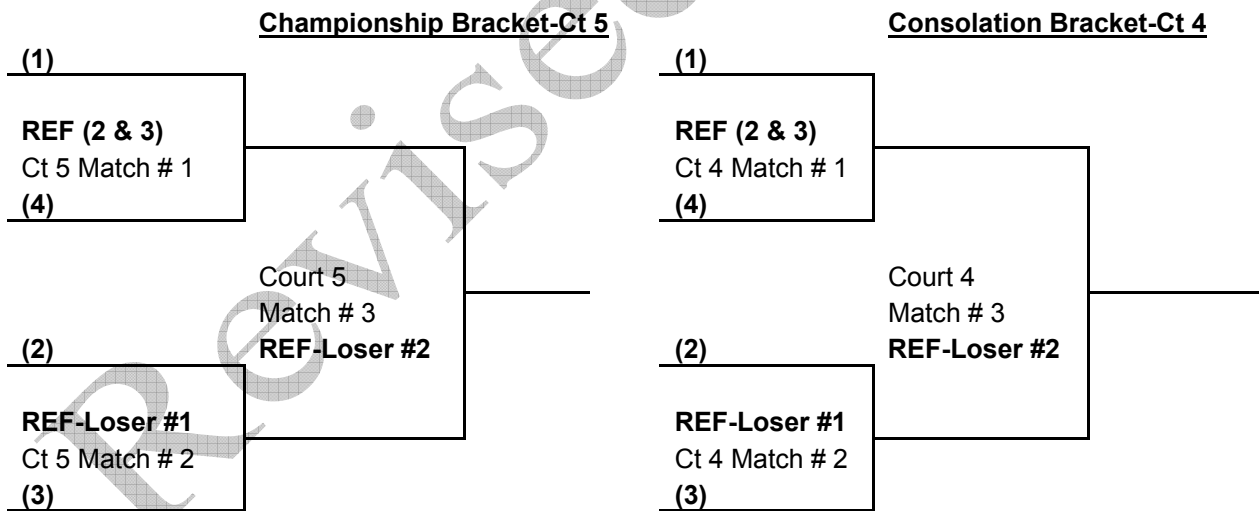 Championship Bracket-Ct 5
(1)
REF (2 & 3)
Ct 5 Match # 1
(4)
Court 5
Match # 3
REF-Loser #2
(2)
REF-Loser #1
Ct 5 Match # 2
(3)
Consolation Bracket-Ct 4
(1)
REF (2 & 3)
Ct 4 Match # 1
(4)
Court 4
Match # 3
REF-Loser #2
(2)
REF-Loser #1
Ct 4 Match # 2
(3)
Revised